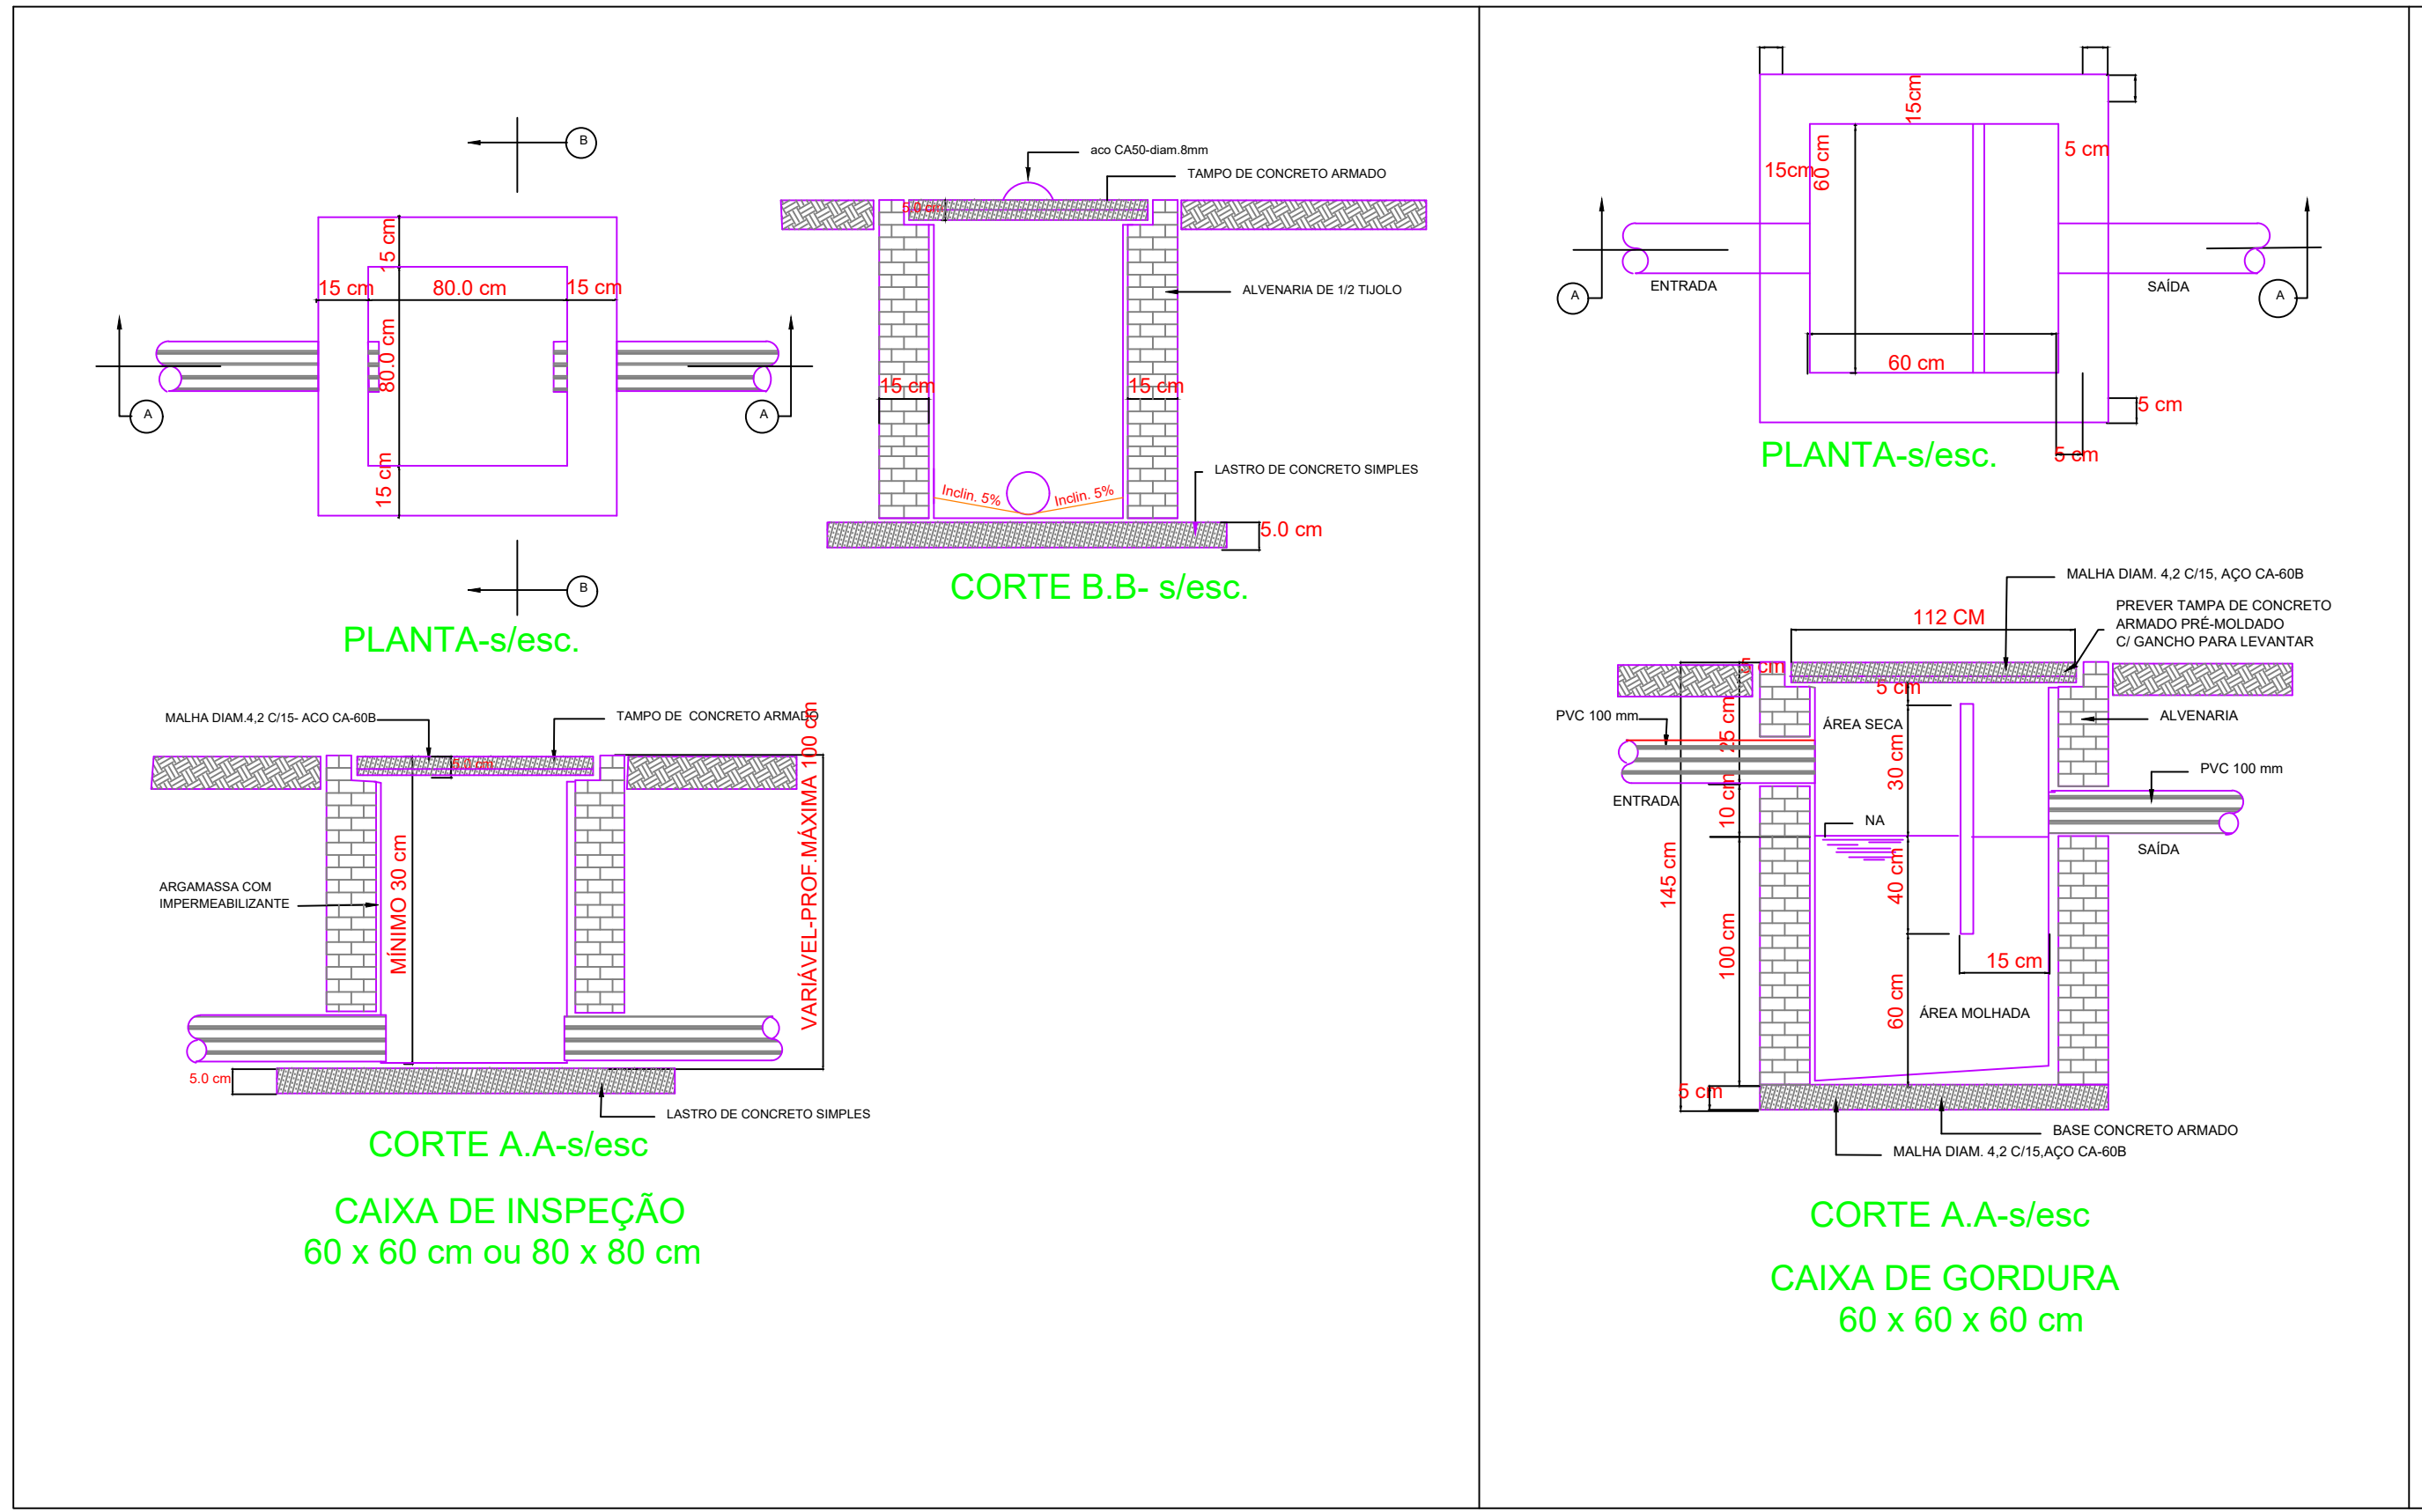 B
15 cm
15 cm
80.0 cm
15 cm
80.0 cm
A
A
15 cm
B
PLANTA-s/esc.
aco CA50-diam.8mm
TAMPO DE CONCRETO ARMADO
5.0 cm
ALVENARIA DE 1/2 TIJOLO
15 cm
15 cm
LASTRO DE CONCRETO SIMPLES
Inclin. 5%
Inclin. 5%
5.0 cm
CORTE B.B- s/esc.
MALHA DIAM.4,2 C/15- ACO CA-60B
TAMPO DE CONCRETO ARMADO
5.0 cm
ARGAMASSA COM
IMPERMEABILIZANTE
MÍNIMO 30 cm
VARIÁVEL-PROF.MÁXIMA 100 cm
5.0 cm
LASTRO DE CONCRETO SIMPLES
CORTE A.A-s/esc
CAIXA DE INSPEÇÃO
60 x 60 cm ou 80 x 80 cm
15cm
15cm
60 cm
5 cm
ENTRADA
SAÍDA
A
A
60 cm
5 cm
5 cm
PLANTA-s/esc.
MALHA DIAM. 4,2 C/15, AÇO CA-60B
PREVER TAMPA DE CONCRETO
ARMADO PRÉ-MOLDADO
C/ GANCHO PARA LEVANTAR
112 CM
5 cm
5 cm
PVC 100 mm
25 cm
ÁREA SECA
ALVENARIA
30 cm
PVC 100 mm
ENTRADA
10 cm
NA
SAÍDA
145 cm
40 cm
100 cm
15 cm
60 cm
ÁREA MOLHADA
5 cm
BASE CONCRETO ARMADO
MALHA DIAM. 4,2 C/15,AÇO CA-60B
CORTE A.A-s/esc
CAIXA DE GORDURA
60 x 60 x 60 cm